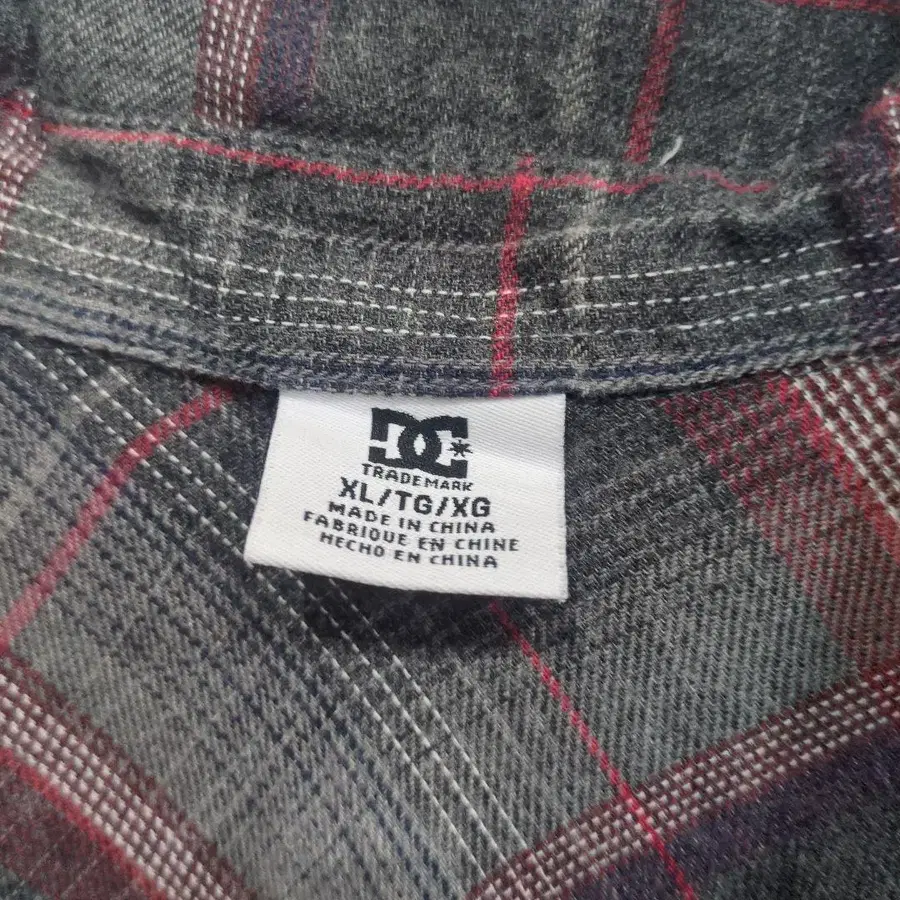 DC
TRADEMARK
XL/TG/XG
MADE IN CHINA
FABRIQUE EN CHINE
HECHO EN CHINA